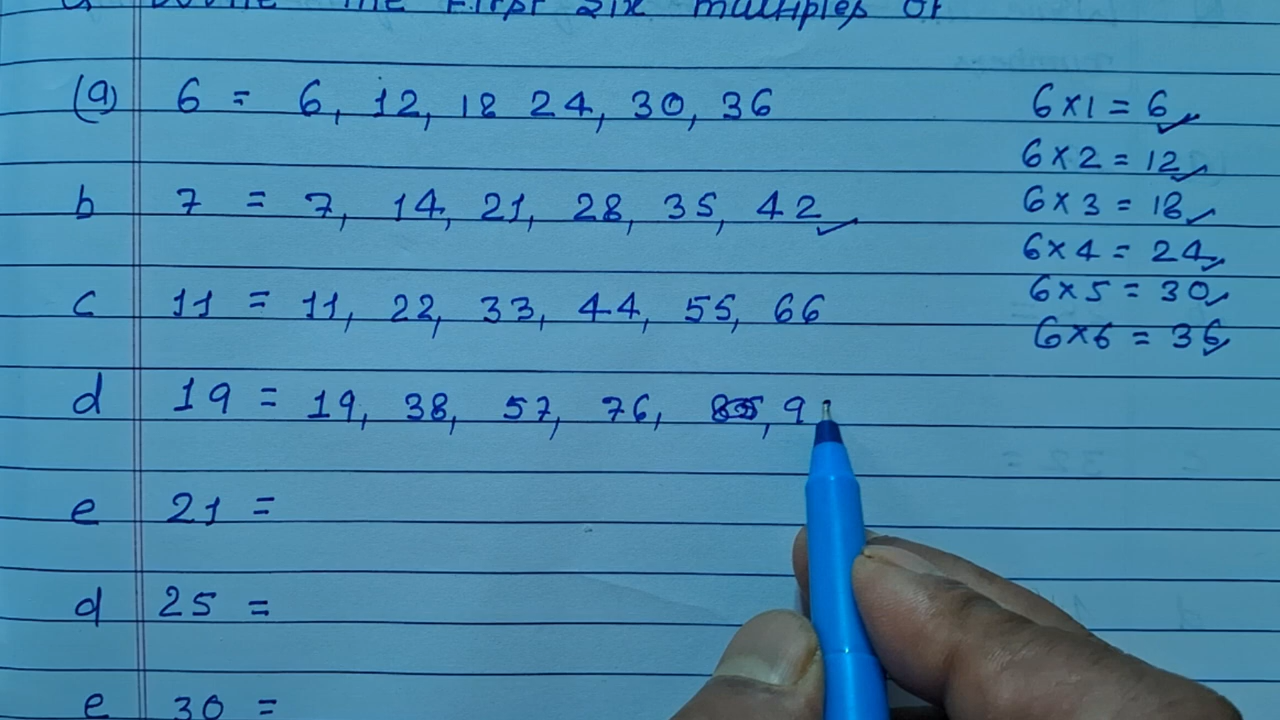 The First Six multiples of
(a) 6 = 6, 12, 18 24, 30, 36
6×1 = 6
6×2 = 12
b 7 = 7, 14, 21, 28, 35, 42
6×3 = 18
6×4 = 24
c 11 = 11, 22, 33, 44, 55, 66
6×5 = 30
6×6 = 36
d 19 = 19, 38, 57, 76, 9
e 21 =
d 25 =
e 30 =